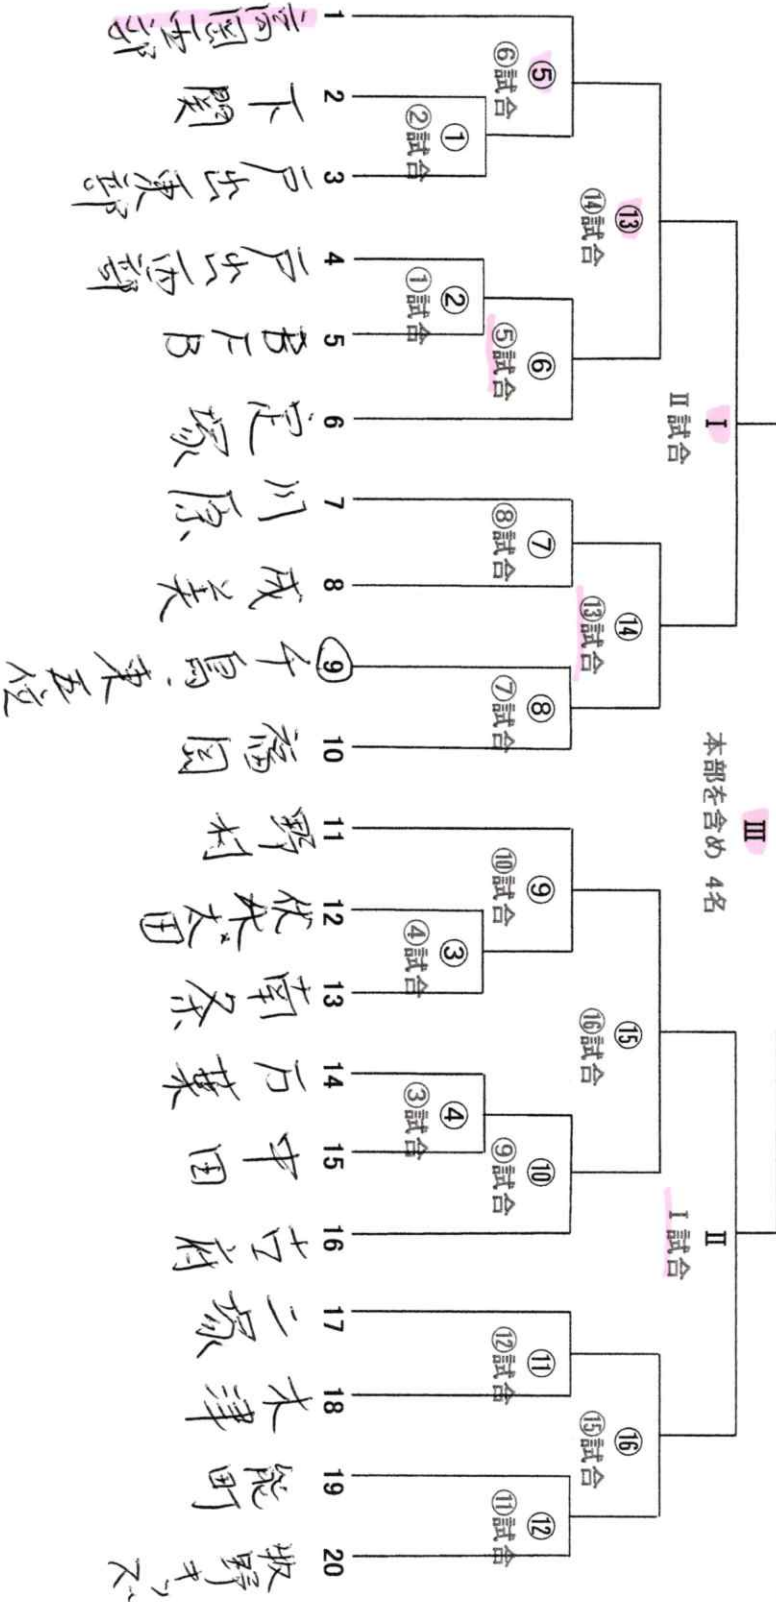 1 高岡西部
2 下関
3 戸出東部
4 戸出西部
5 BFB
6 定塚
7 川原
8 成美
9 千鳥、東五位
10 福岡
11 野村
12 伏木、太田
13 南条
14 万葉
15 中田
16 古府
17 二塚
18 木津
19 能町
20 牧野キッズ
①
②試合
②
①試合
③
④試合
④
③試合
⑤
⑥試合
⑥
⑤試合
⑦
⑧試合
⑧
⑦試合
⑨
⑩試合
⑩
⑨試合
⑪
⑫試合
⑫
⑪試合
⑬
⑭試合
⑭
⑬試合
⑮
⑯試合
⑯
⑮試合
Ⅰ
Ⅱ試合
Ⅱ
Ⅰ試合
Ⅲ
本部を含め 4名